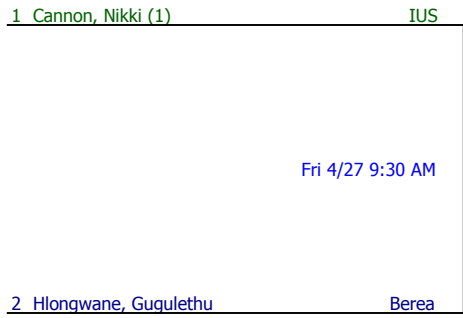 1 Cannon, Nikki (1) IUS
Fri 4/27 9:30 AM
2 Hlongwane, Gugulethu Berea